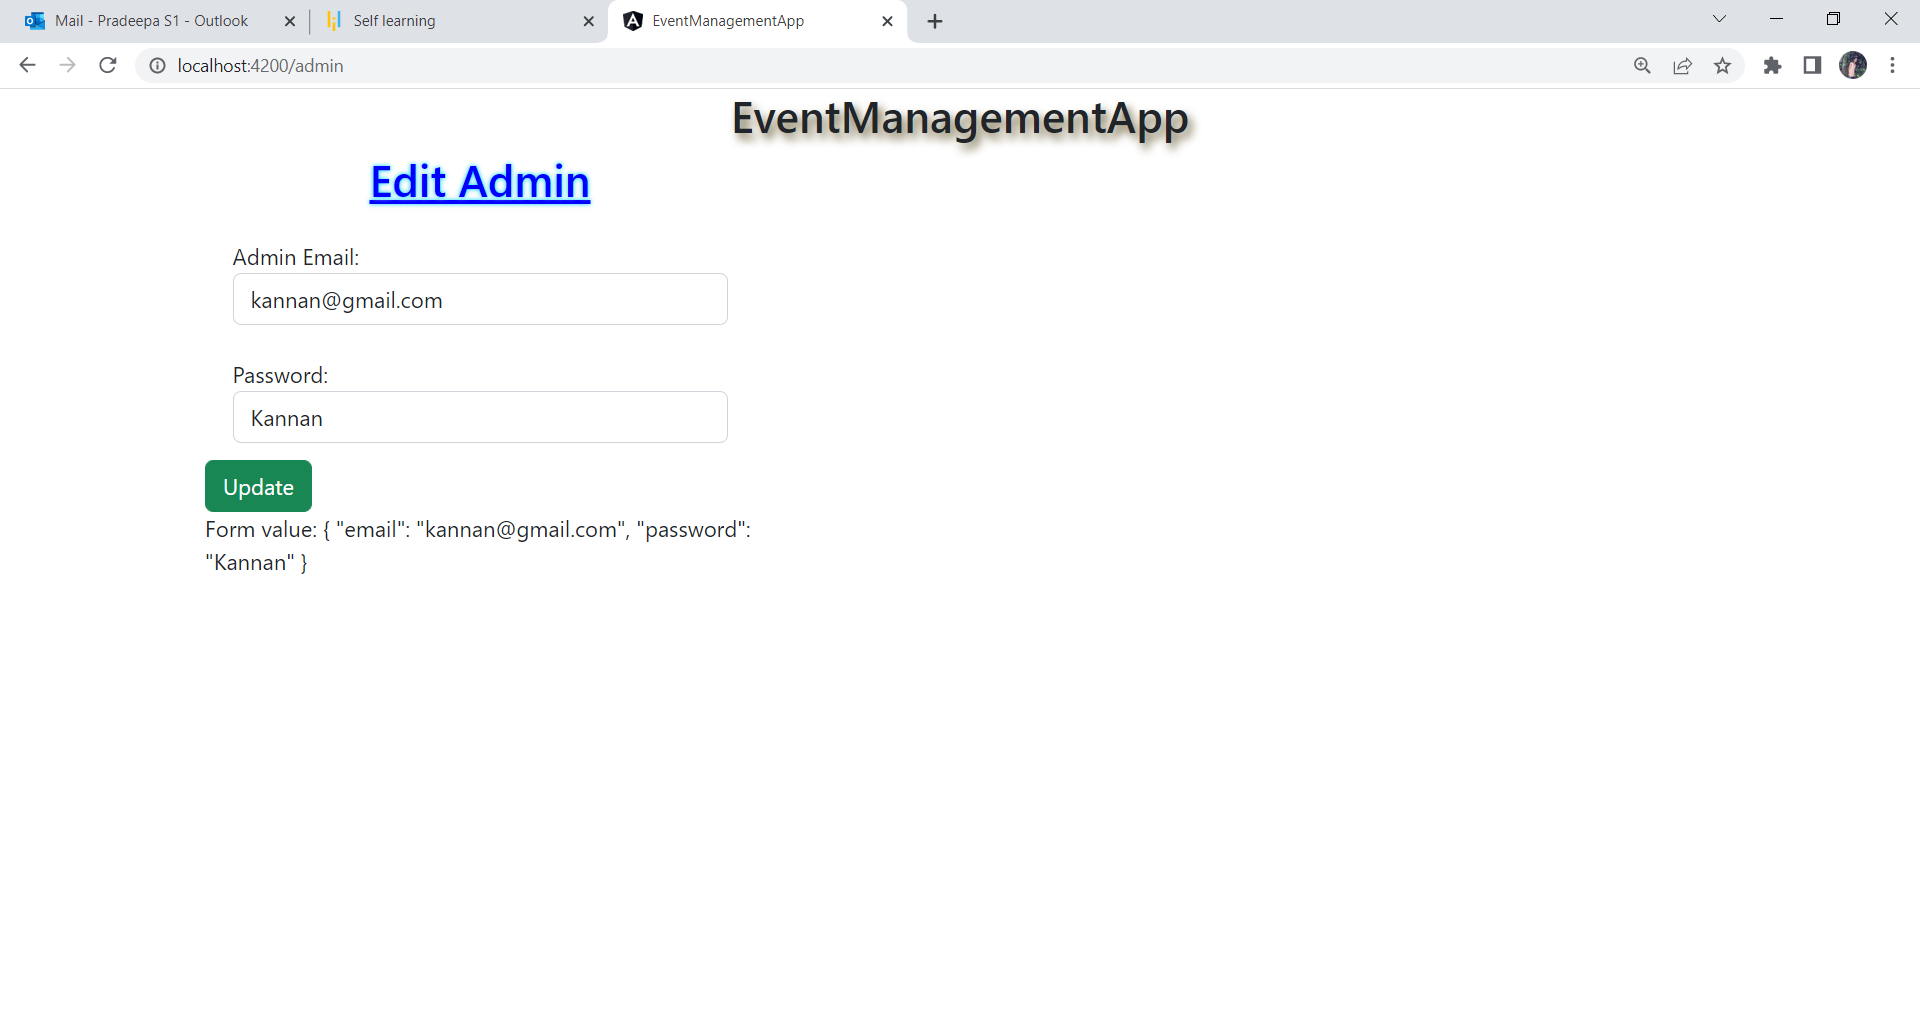 Mail - Pradeepa S1 - Outlook
Self learning
EventManagementApp
localhost:4200/admin
EventManagementApp
Edit Admin
Admin Email:
kannan@gmail.com
Password:
Kannan
Update
Form value: { "email": "kannan@gmail.com", "password":
"Kannan" }